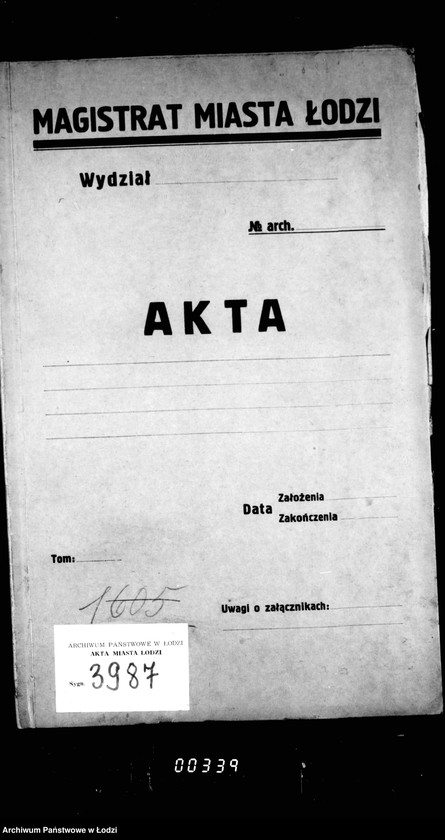 MAGISTRAT MIASTA ŁODZI
Wydział
№ arch.
AKTA
Data Założenia
Zakończenia
Tom:
1605
Uwagi o załącznikach:
ARCHIWUM PAŃSTWOWE W ŁODZI
AKTA MIASTA ŁODZI
Sygn. 3987
00339
Archiwum Państwowe w Łodzi